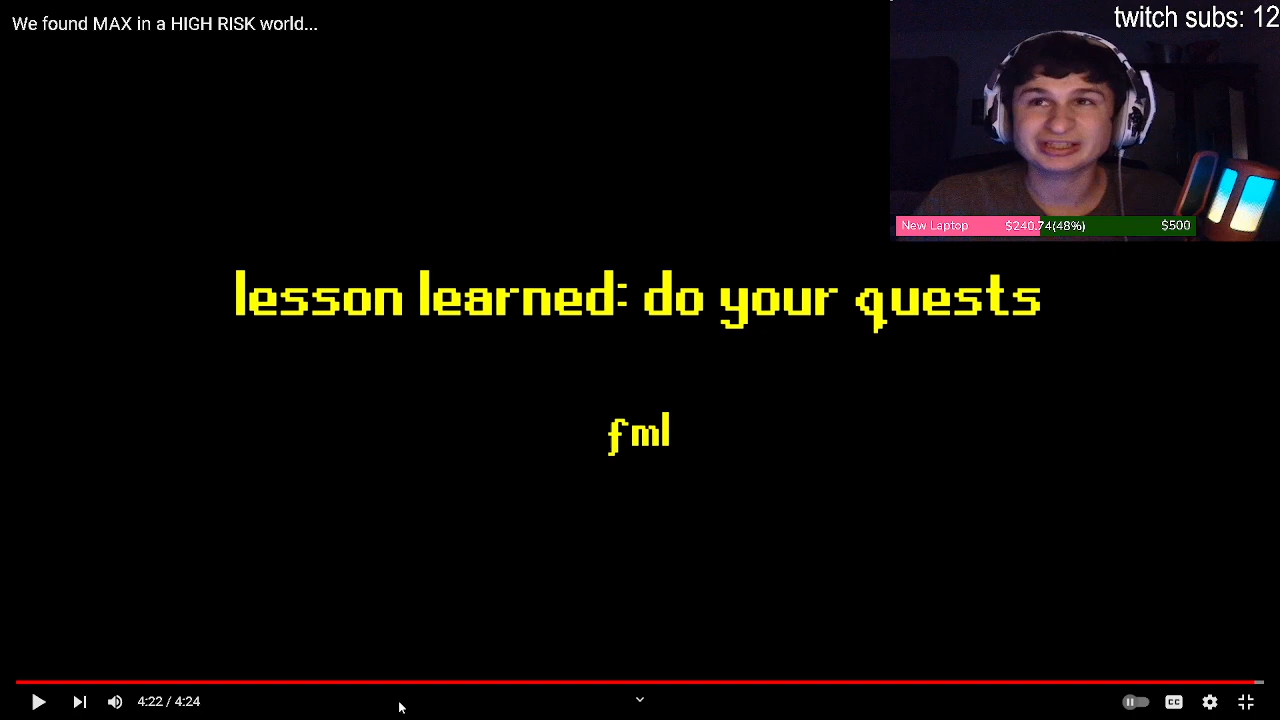 We found MAX in a HIGH RISK world...
twitch subs: 12
New Laptop $240.74(48%) $500
lesson learned: do your quests
fml
4:22 / 4:24
CC